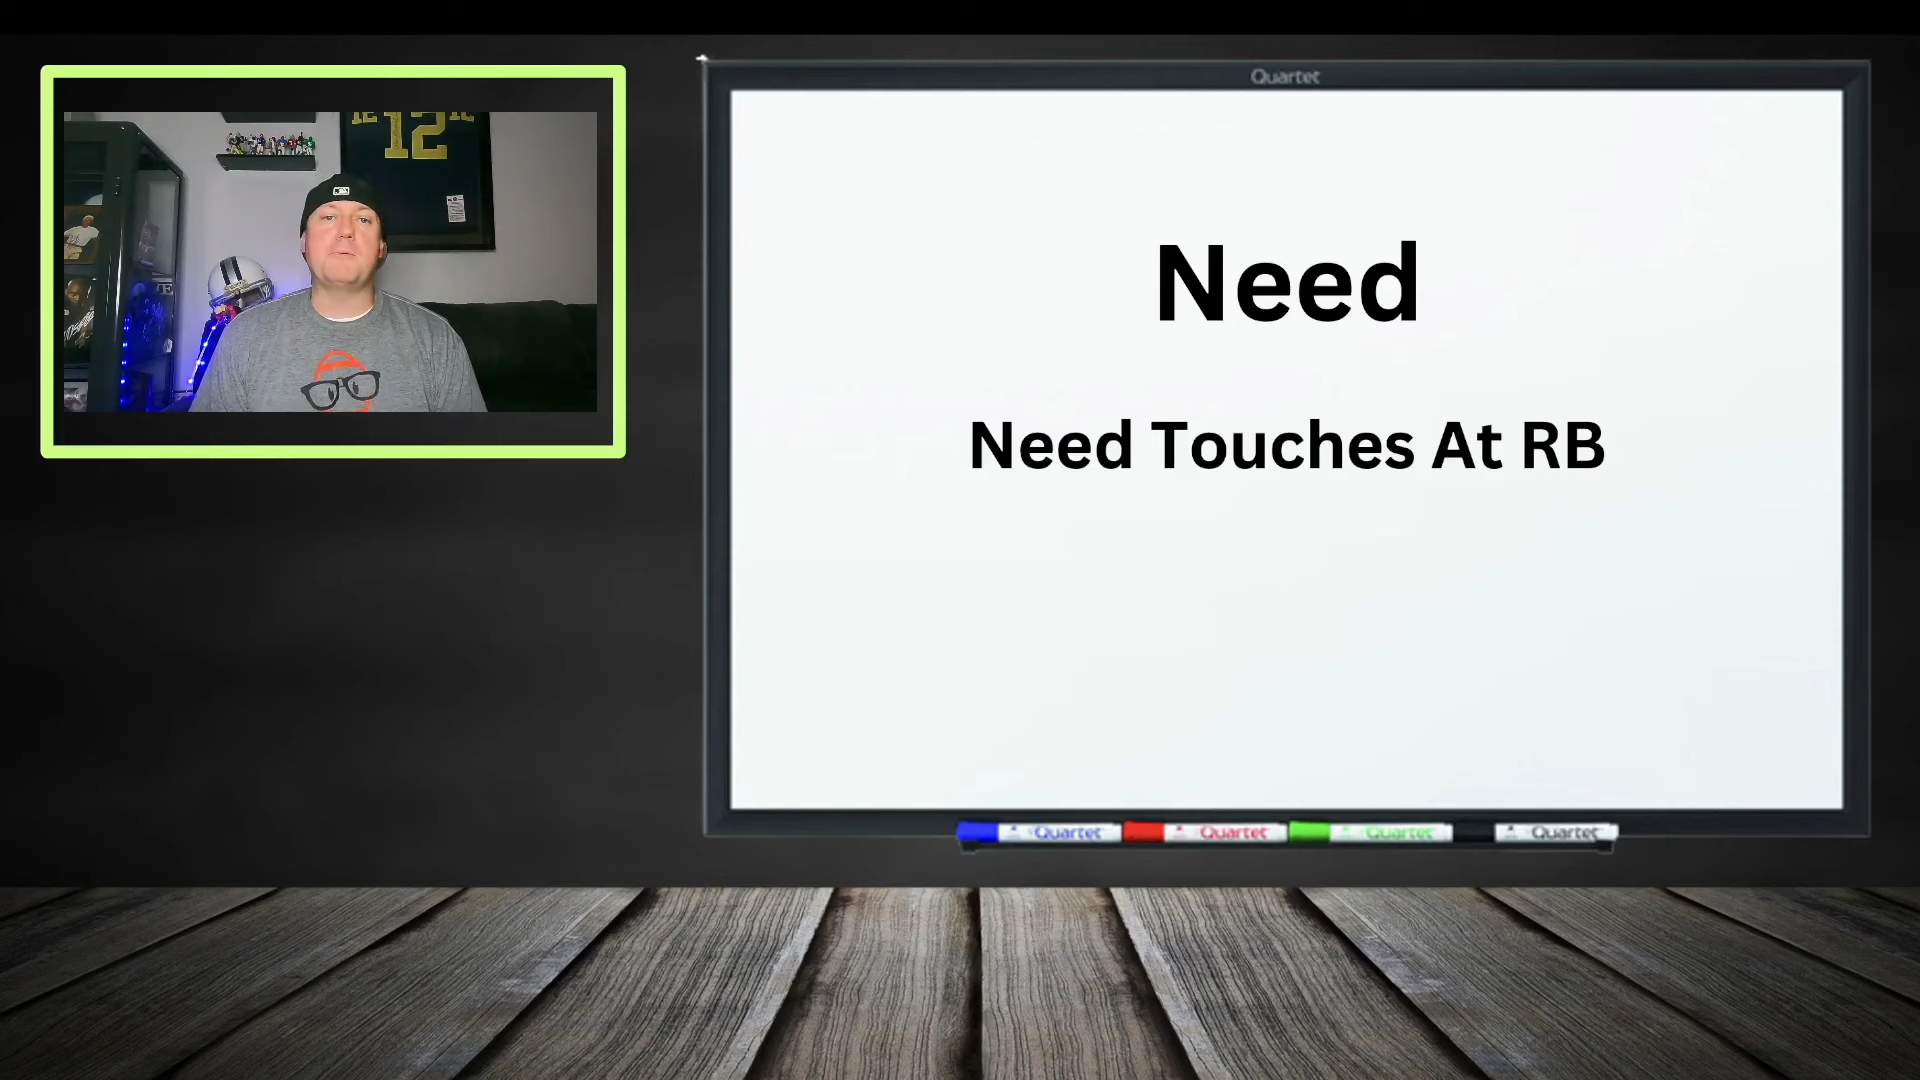 Quartet
12
Need
Need Touches At RB
Quartet Quartet Quartet Quartet